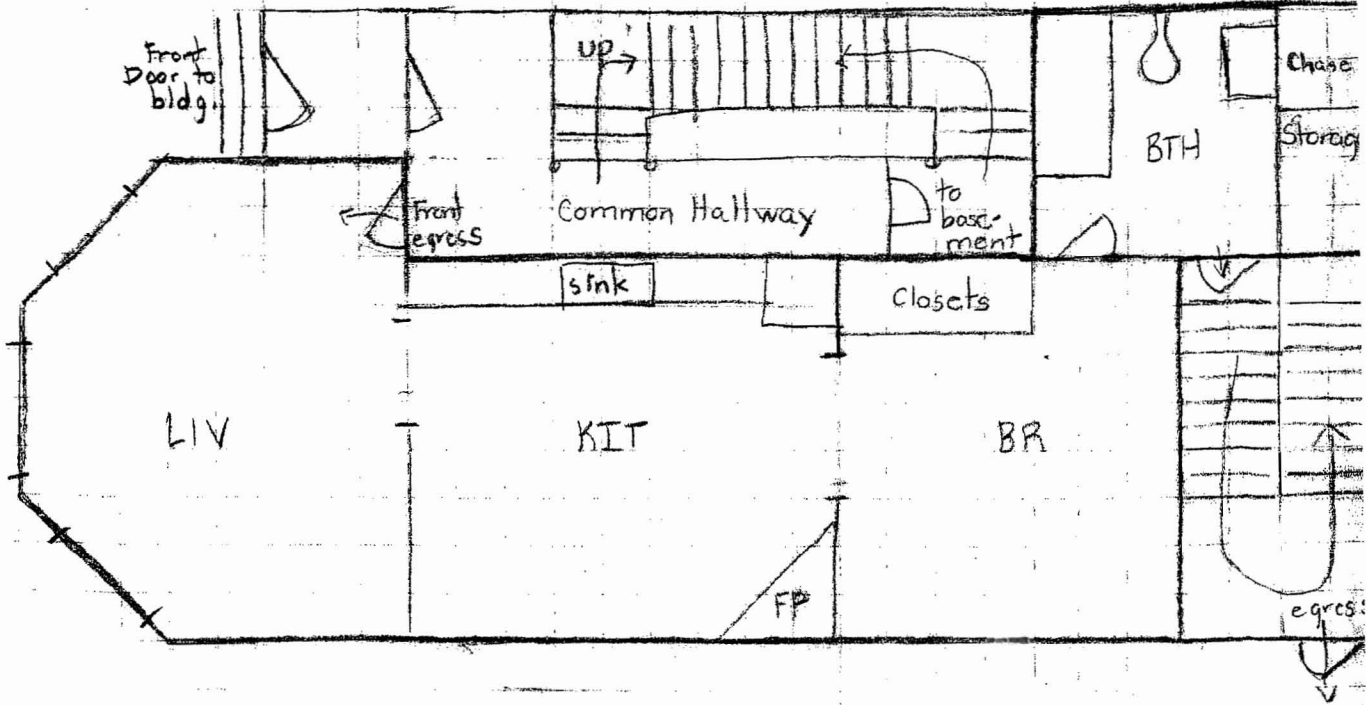 Front
Door to
bldg.
UP
Chase
Storag
BTH
Front
egress
Common Hallway
to
base-
ment
sink
Closets
LIV
KIT
BR
FP
egress